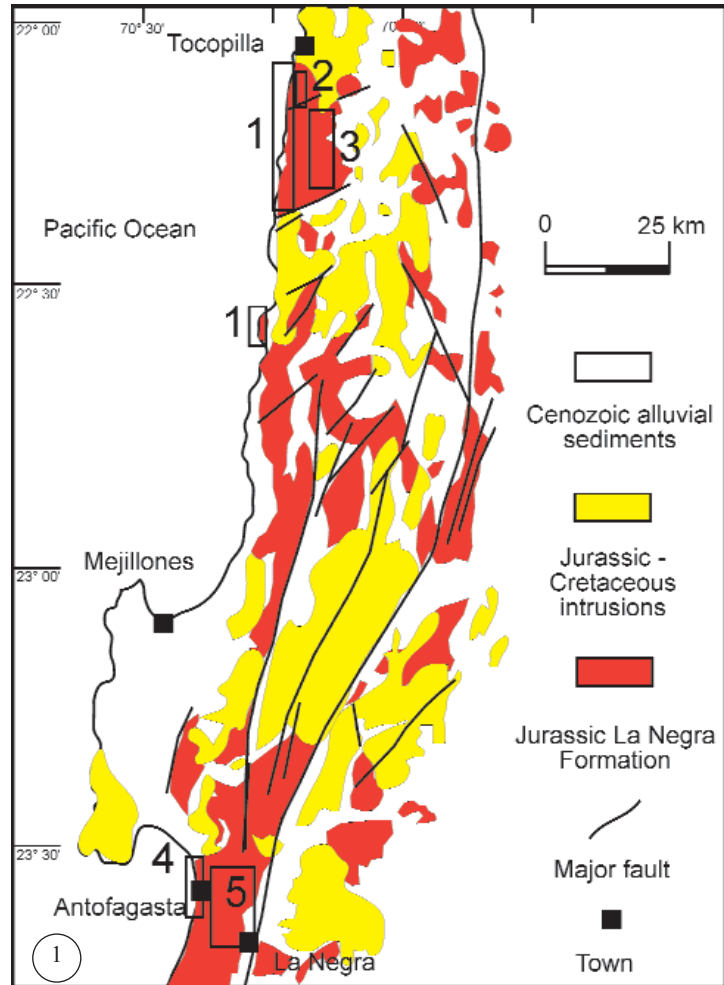 22° 00'
70° 30'
70°
Tocopilla
2
1
3
Pacific Ocean
0 25 km
22° 30'
1
Cenozoic alluvial
sediments
Mejillones
23° 00'
Jurassic -
Cretaceous
intrusions
Jurassic La Negra
Formation
23° 30'
4
5
Major fault
Antofagasta
La Negra
Town
1